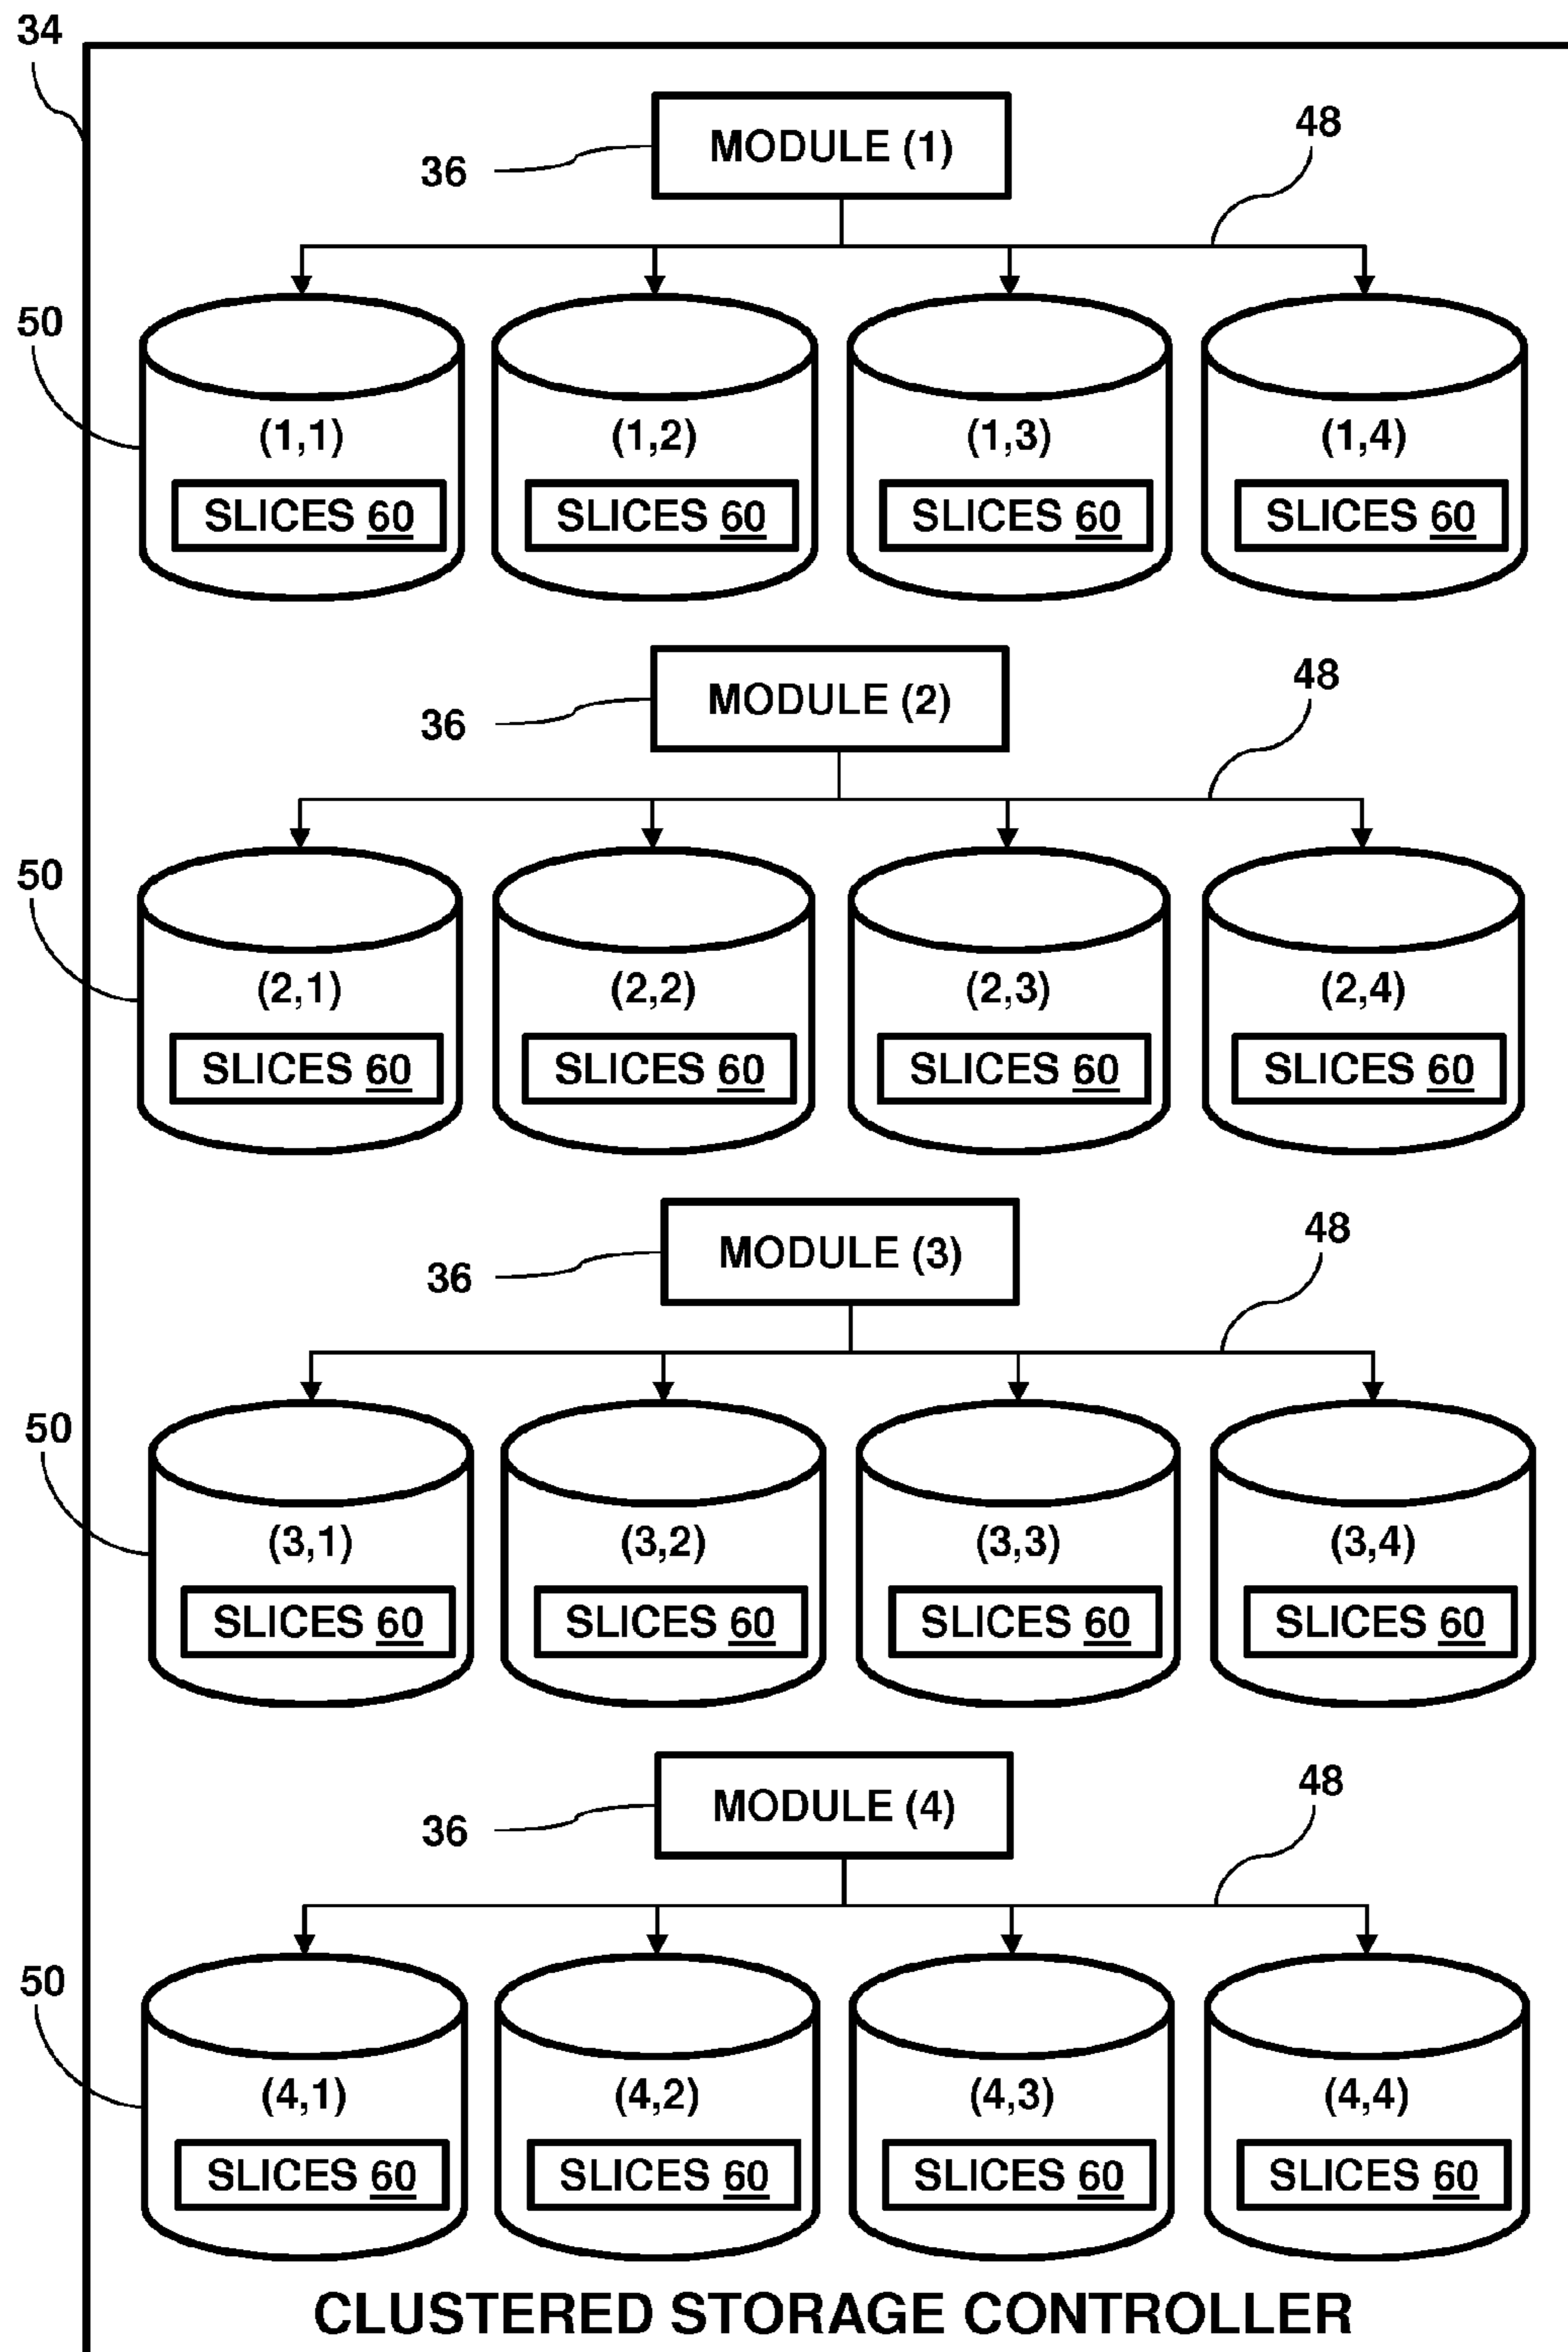 34
MODULE (1)
48
36
50
(1,1) (1,2) (1,3) (1,4)
SLICES 60 SLICES 60 SLICES 60 SLICES 60
MODULE (2)
48
36
50
(2,1) (2,2) (2,3) (2,4)
SLICES 60 SLICES 60 SLICES 60 SLICES 60
MODULE (3)
48
36
50
(3,1) (3,2) (3,3) (3,4)
SLICES 60 SLICES 60 SLICES 60 SLICES 60
MODULE (4)
48
36
50
(4,1) (4,2) (4,3) (4,4)
SLICES 60 SLICES 60 SLICES 60 SLICES 60
CLUSTERED STORAGE CONTROLLER